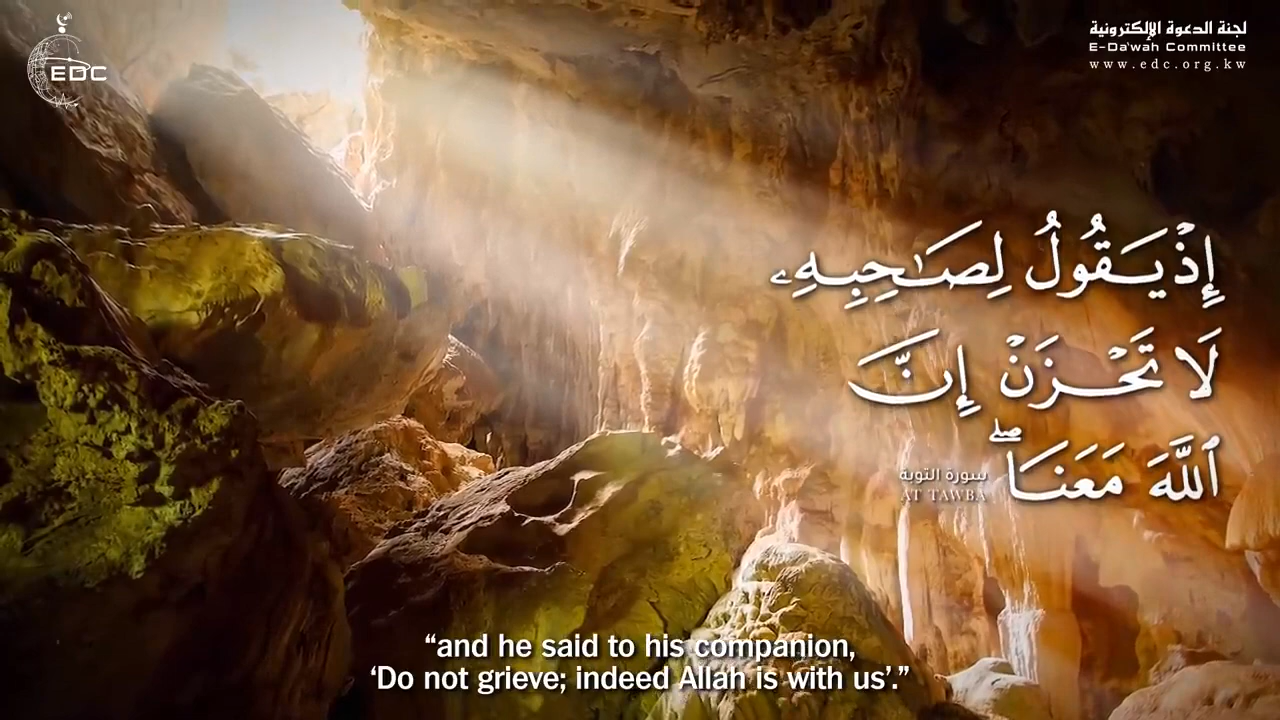 EDC
لجنة الدعوة الإلكترونية
E-Da'wah Committee
www.edc.org.kw
إِذْ يَقُولُ لِصَٰحِبِهِۦ
لَا تَحْزَنْ إِنَّ
ٱللَّهَ مَعَنَا ۖ
سورة التوبة
AT TAWBA
“and he said to his companion,
‘Do not grieve; indeed Allah is with us’.”